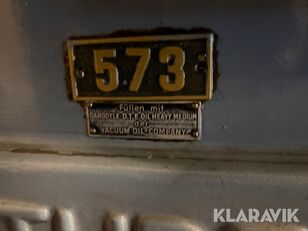 573
Füllen mit
GARGOYLE D.T.E. OIL HEAVY MEDIUM
der
VACUUM OIL COMPANY
KLARAVIK